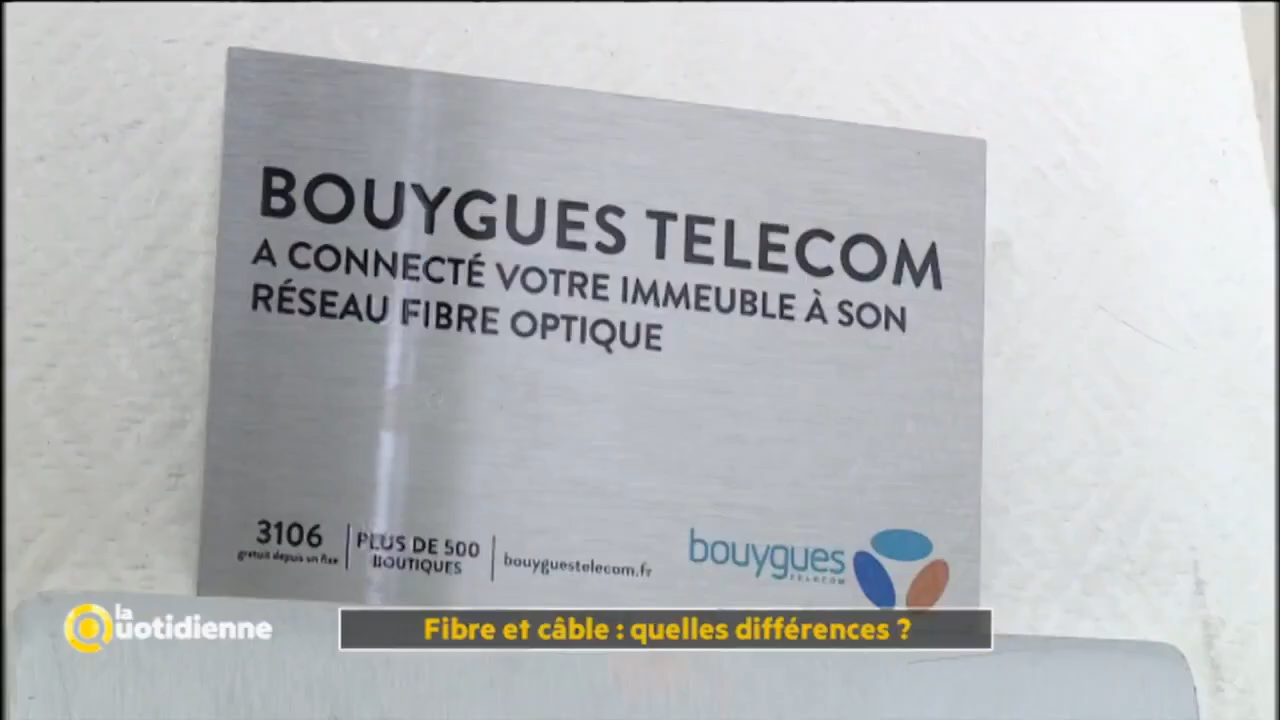 BOUYGUES TELECOM
A CONNECTÉ VOTRE IMMEUBLE À SON
RÉSEAU FIBRE OPTIQUE
3106
gratuit depuis un fixe
PLUS DE 500
BOUTIQUES
bouyguestelecom.fr
bouygues
TELECOM
la
Quotidienne
Fibre et câble : quelles différences ?